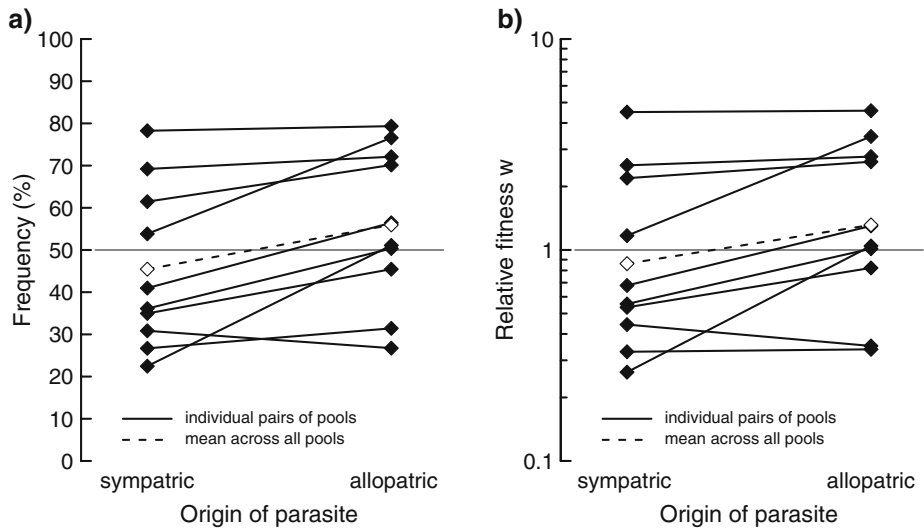 a)
Frequency (%)
100
90
80
70
60
50
40
30
20
10
0
individual pairs of pools
mean across all pools
sympatric allopatric
Origin of parasite
b)
Relative fitness w
10
1
0.1
individual pairs of pools
mean across all pools
sympatric allopatric
Origin of parasite